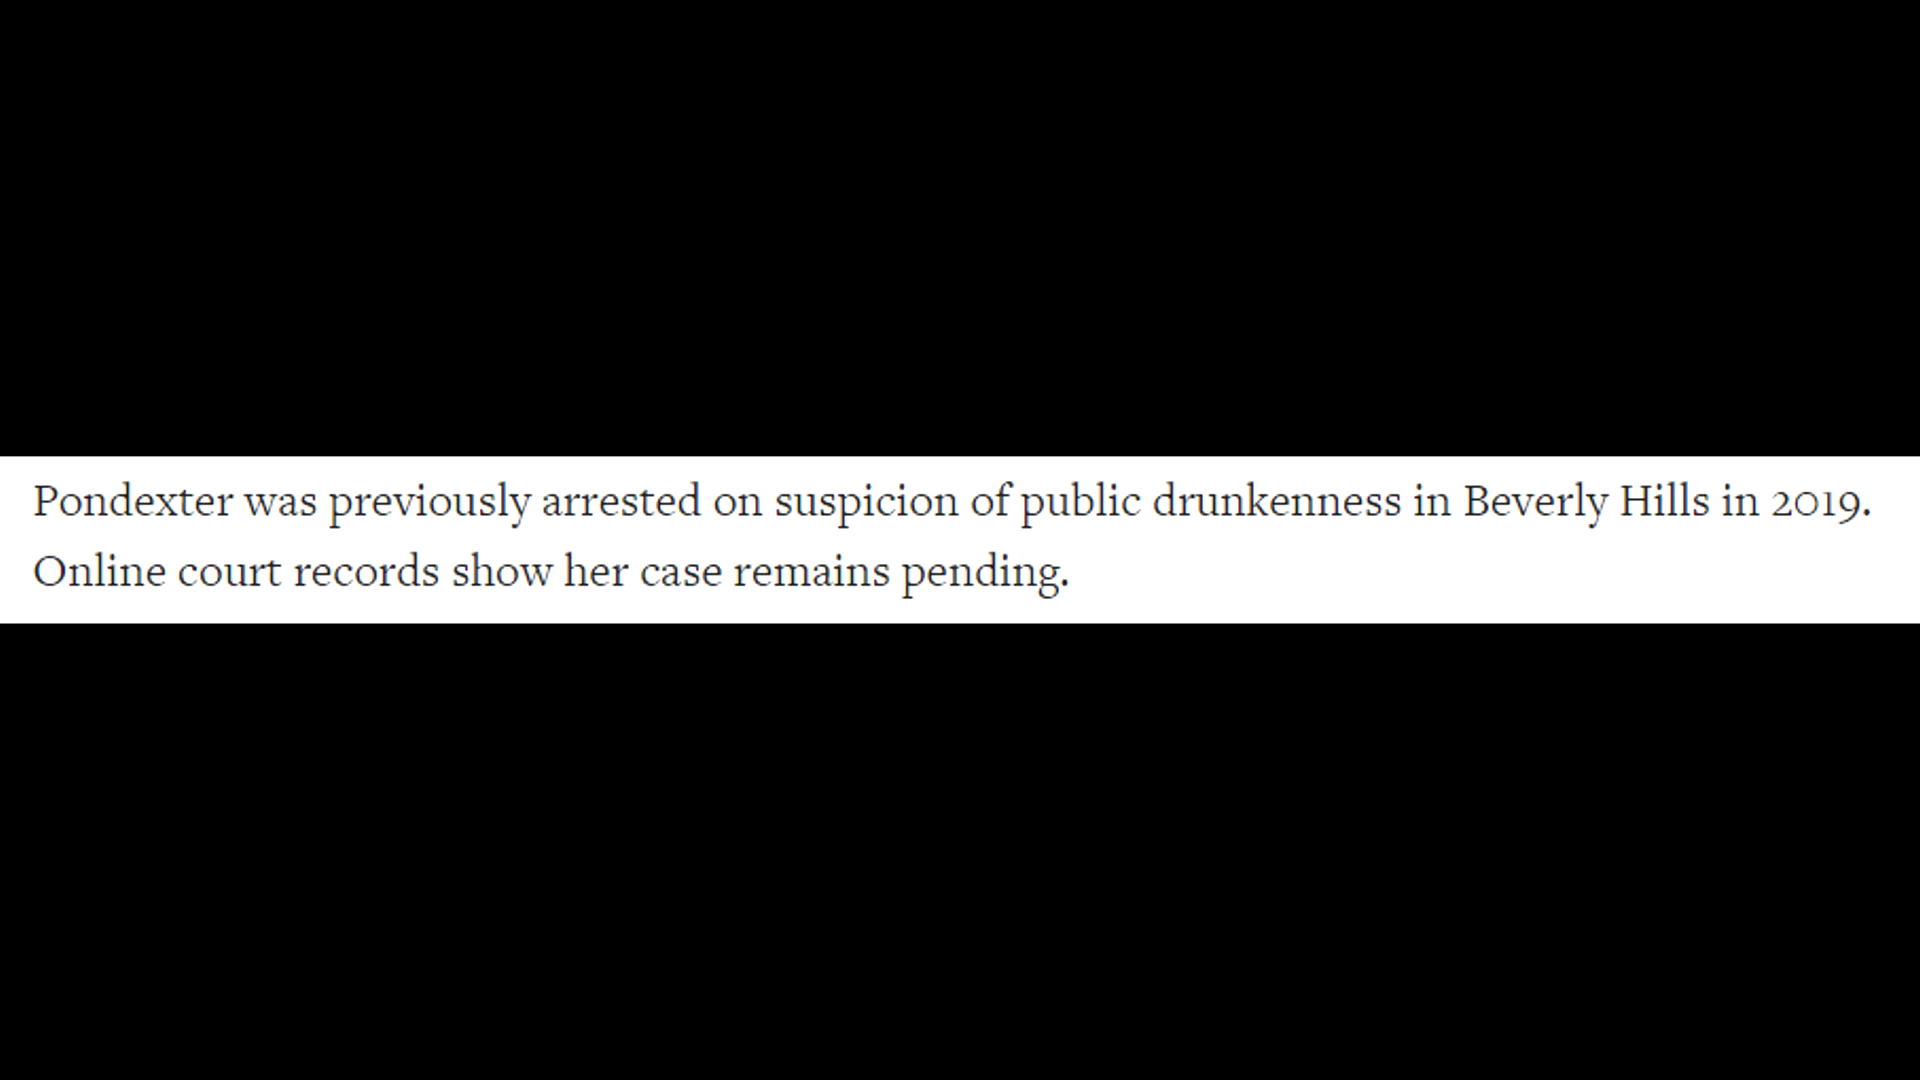 Pondexter was previously arrested on suspicion of public drunkenness in Beverly Hills in 2019.
Online court records show her case remains pending.